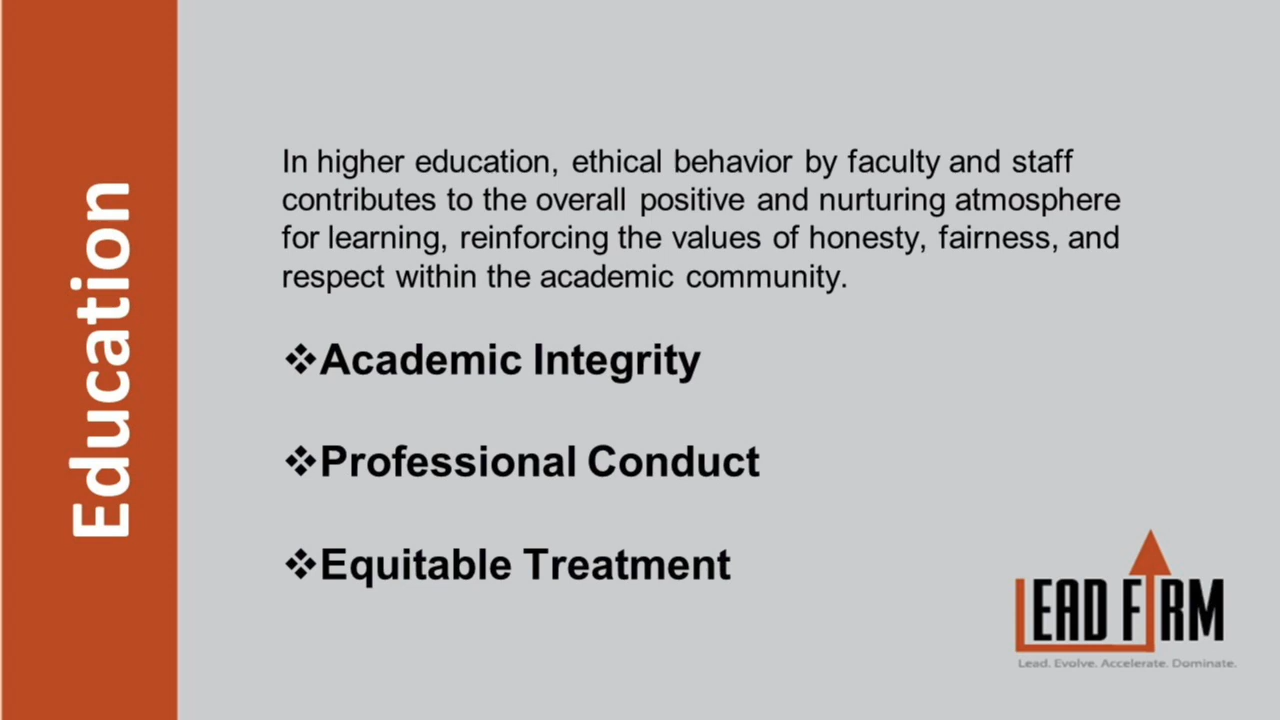 Education
In higher education, ethical behavior by faculty and staff
contributes to the overall positive and nurturing atmosphere
for learning, reinforcing the values of honesty, fairness, and
respect within the academic community.
❖Academic Integrity
❖Professional Conduct
❖Equitable Treatment
LEAD FIRM
Lead. Evolve. Accelerate. Dominate.